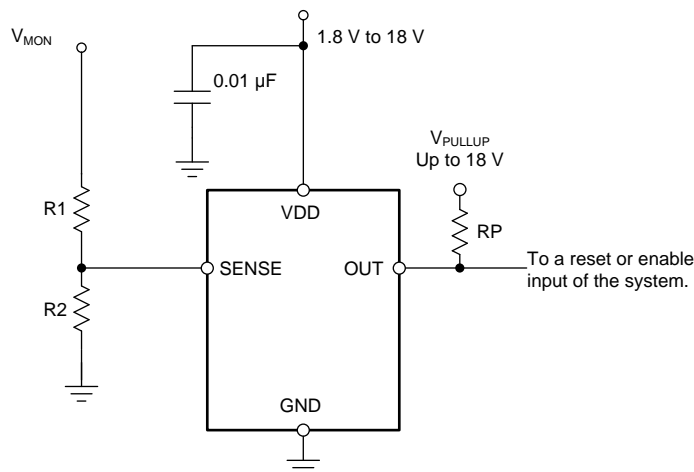 V_MON
1.8 V to 18 V
0.01 µF
V_PULLUP
Up to 18 V
R1
VDD
RP
SENSE
OUT
To a reset or enable
input of the system.
R2
GND